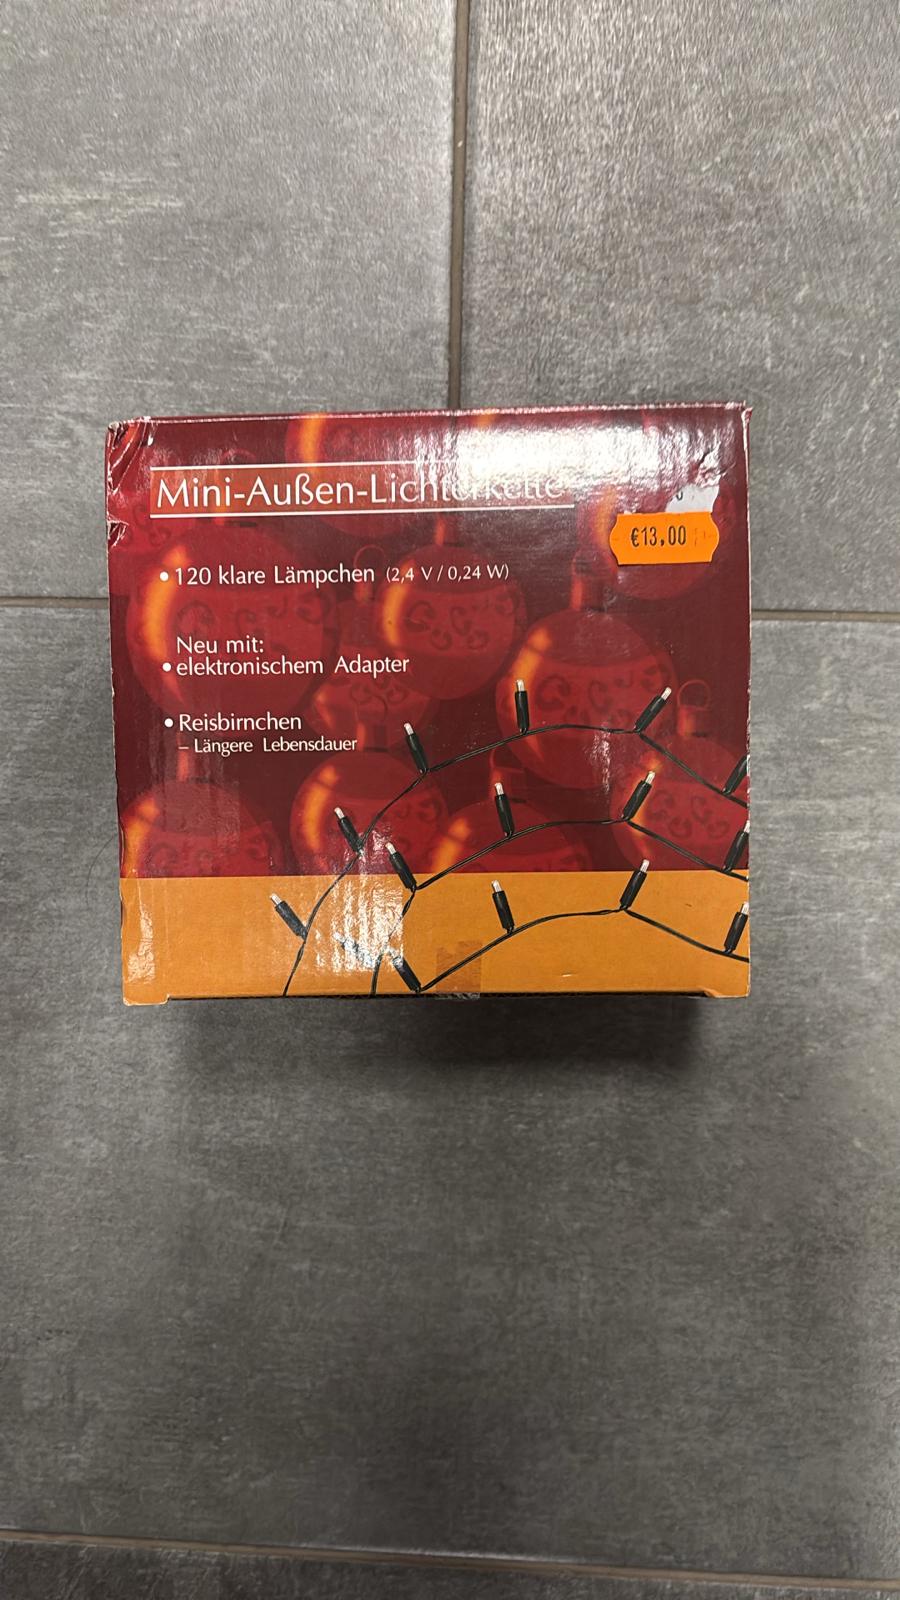 Mini-Außen-Lichterkette
€13,00
• 120 klare Lämpchen (2,4 V / 0,24 W)
Neu mit:
• elektronischem Adapter
• Reisbirnchen
– Längere Lebensdauer